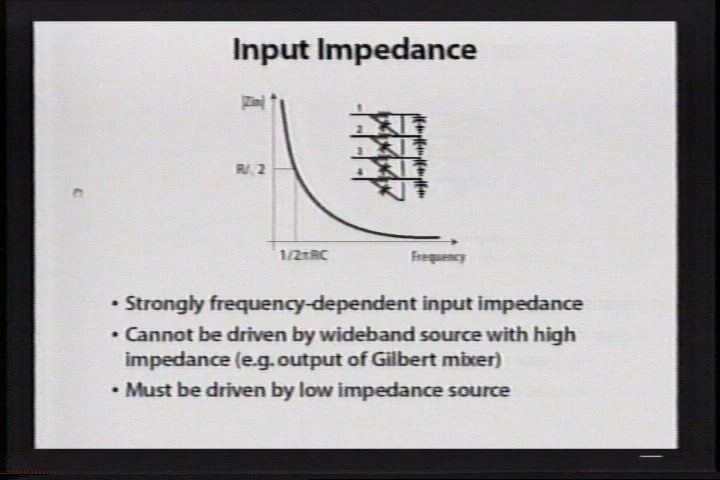 Input Impedance
|Zin|
1
2
3
4
R/√2
1/2πRC
Frequency
• Strongly frequency-dependent input impedance
• Cannot be driven by wideband source with high
impedance (e.g. output of Gilbert mixer)
• Must be driven by low impedance source